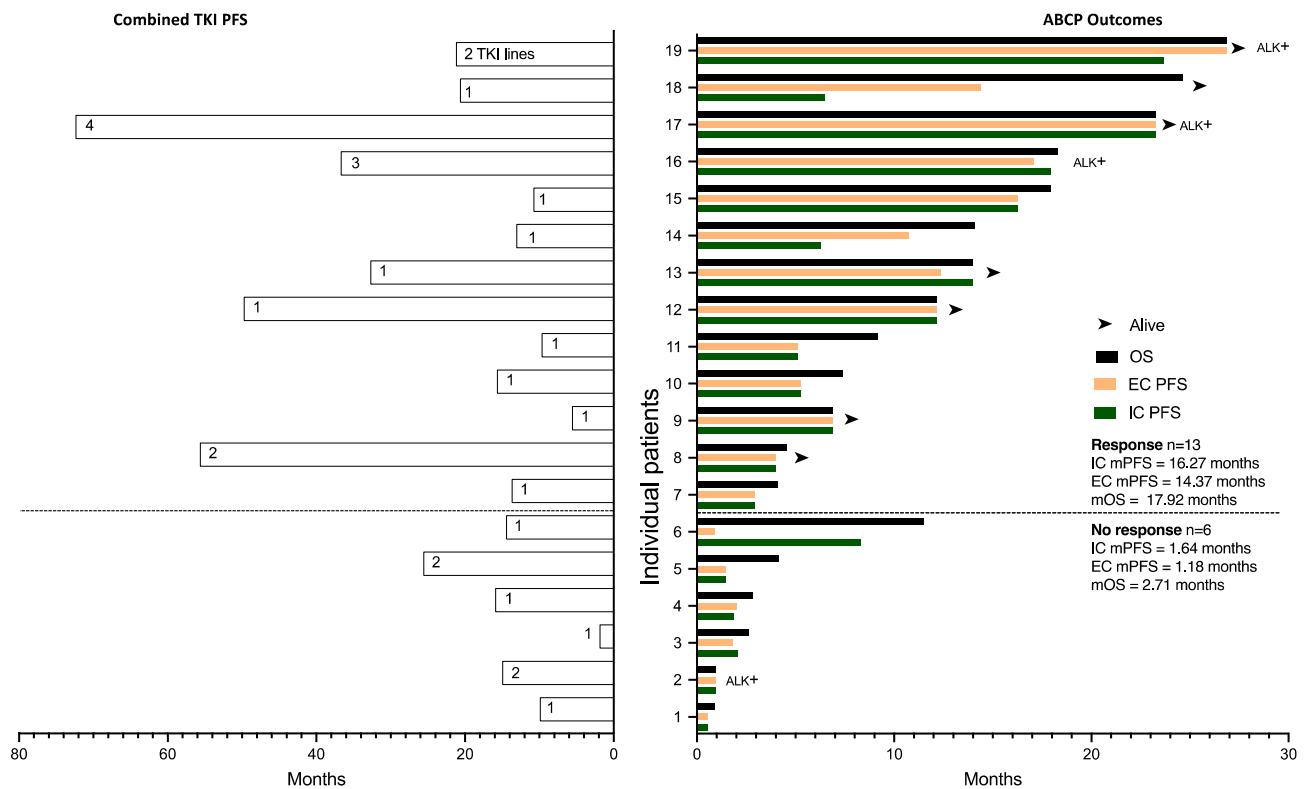 Combined TKI PFS
2 TKI lines
1
4
3
1
1
1
1
1
1
1
2
1
1
2
1
1
2
1
80
60
40
20
0
Months
ABCP Outcomes
Individual patients
19
18
17
16
15
14
13
12
11
10
9
8
7
6
5
4
3
2
1
ALK+
ALK+
ALK+
ALK+
Alive
OS
EC PFS
IC PFS
Response n=13
IC mPFS = 16.27 months
EC mPFS = 14.37 months
mOS = 17.92 months
No response n=6
IC mPFS = 1.64 months
EC mPFS = 1.18 months
mOS = 2.71 months
0
10
20
30
Months